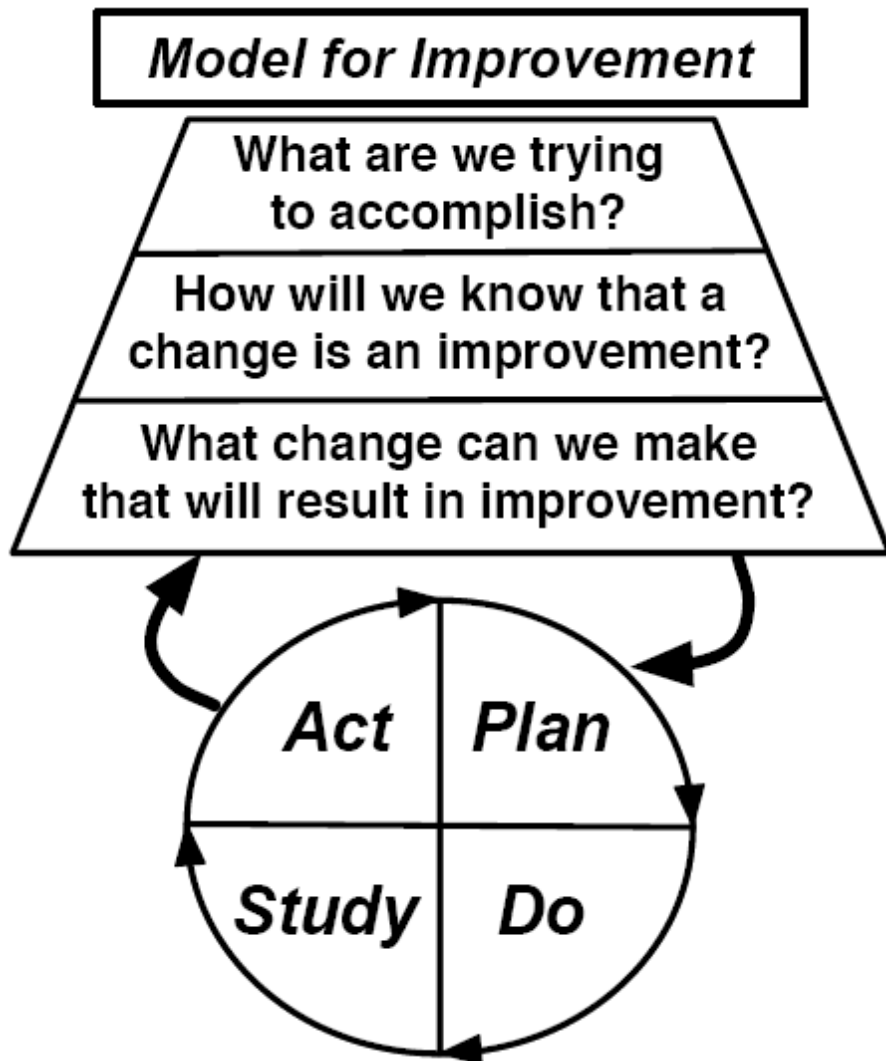 Model for Improvement
What are we trying
to accomplish?
How will we know that a
change is an improvement?
What change can we make
that will result in improvement?
Act
Plan
Study
Do